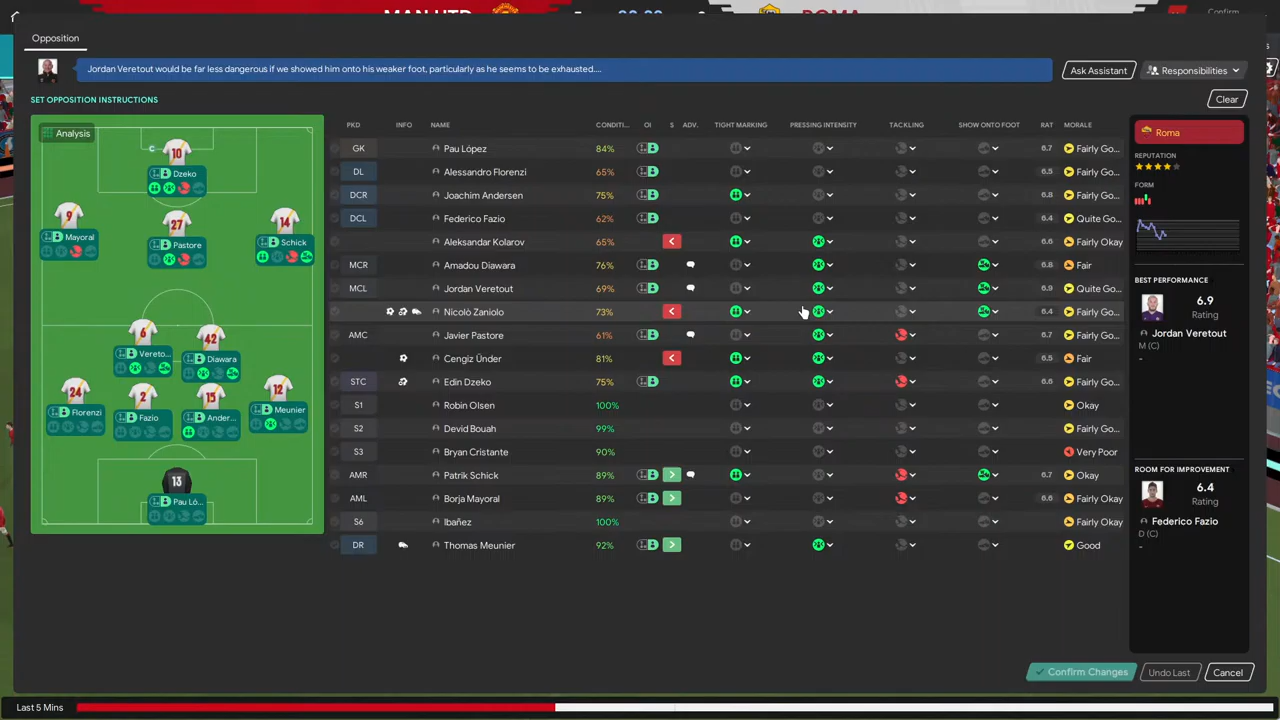 MAN UTD ROMA Confirm
Opposition
Jordan Veretout would be far less dangerous if we showed him onto his weaker foot, particularly as he seems to be exhausted....
Ask Assistant
Responsibilities
SET OPPOSITION INSTRUCTIONS
Clear
Analysis
C 10
Dzeko
9 27 14
Mayoral Pastore Schick
6 42
Vereto... Diawara
24 2 15 12
Florenzi Fazio Ander... Meunier
13
Pau Ló...
PKD INFO NAME CONDITI... OI S ADV. TIGHT MARKING PRESSING INTENSITY TACKLING SHOW ONTO FOOT RAT MORALE
GK Pau López 84% 6.7 Fairly Go...
DL Alessandro Florenzi 65% 6.5 Fairly Go...
DCR Joachim Andersen 75% 6.8 Fairly Go...
DCL Federico Fazio 62% 6.4 Quite Go...
Aleksandar Kolarov 65% 6.6 Fairly Okay
MCR Amadou Diawara 76% 6.8 Fair
MCL Jordan Veretout 69% 6.9 Quite Go...
Nicolò Zaniolo 73% 6.4 Fairly Go...
AMC Javier Pastore 61% 6.7 Fairly Go...
Cengiz Ünder 81% 6.5 Fair
STC Edin Dzeko 75% 6.6 Fairly Go...
S1 Robin Olsen 100% Okay
S2 Devid Bouah 99% Fairly Go...
S3 Bryan Cristante 90% Very Poor
AMR Patrik Schick 89% 6.7 Okay
AML Borja Mayoral 89% 6.6 Fairly Okay
S6 Ibañez 100% Fairly Okay
DR Thomas Meunier 92% Good
Roma
REPUTATION
FORM
BEST PERFORMANCE
6.9
Rating
Jordan Veretout
M (C)
-
ROOM FOR IMPROVEMENT
6.4
Rating
Federico Fazio
D (C)
-
Confirm Changes
Undo Last
Cancel
Last 5 Mins